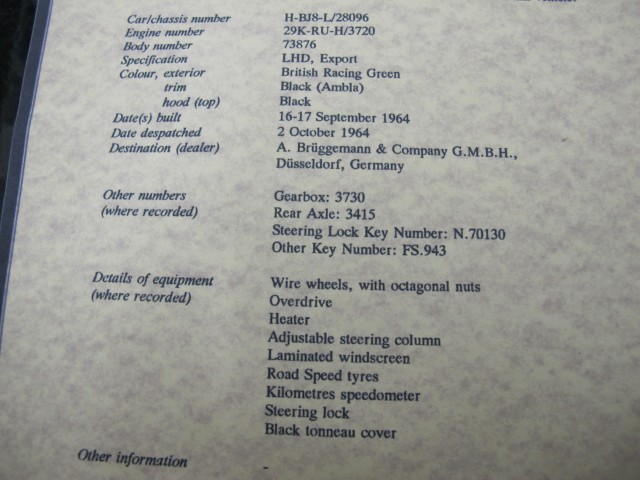 Car/chassis number H-BJ8-L/28096
Engine number 29K-RU-H/3720
Body number 73876
Specification LHD, Export
Colour, exterior British Racing Green
trim Black (Ambla)
hood (top) Black
Date(s) built 16-17 September 1964
Date despatched 2 October 1964
Destination (dealer) A. Brüggemann & Company G.M.B.H.,
Düsseldorf, Germany
Other numbers Gearbox: 3730
(where recorded) Rear Axle: 3415
Steering Lock Key Number: N.70130
Other Key Number: FS.943
Details of equipment Wire wheels, with octagonal nuts
(where recorded) Overdrive
Heater
Adjustable steering column
Laminated windscreen
Road Speed tyres
Kilometres speedometer
Steering lock
Black tonneau cover
Other information -